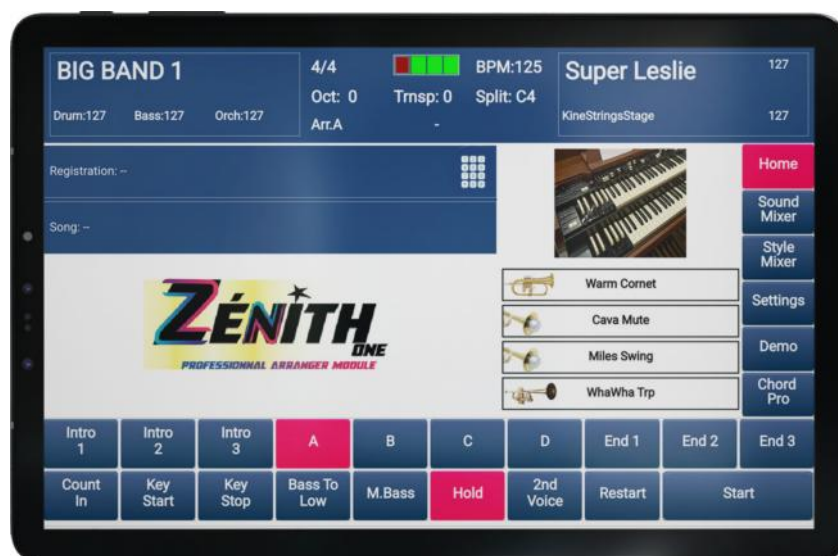 BIG BAND 1
Drum:127 Bass:127 Orch:127
4/4 BPM:125
Oct: 0 Trnsp: 0 Split: C4
Arr.A -
Super Leslie 127
KineStringsStage 127
Registration: --
Song: --
ZÉNITH
ONE
PROFESSIONNAL ARRANGER MODULE
Warm Cornet
Cava Mute
Miles Swing
WhaWha Trp
Home
Sound
Mixer
Style
Mixer
Settings
Demo
Chord
Pro
Intro
1
Intro
2
Intro
3
A
B
C
D
End 1
End 2
End 3
Count
In
Key
Start
Key
Stop
Bass To
Low
M.Bass
Hold
2nd
Voice
Restart
Start